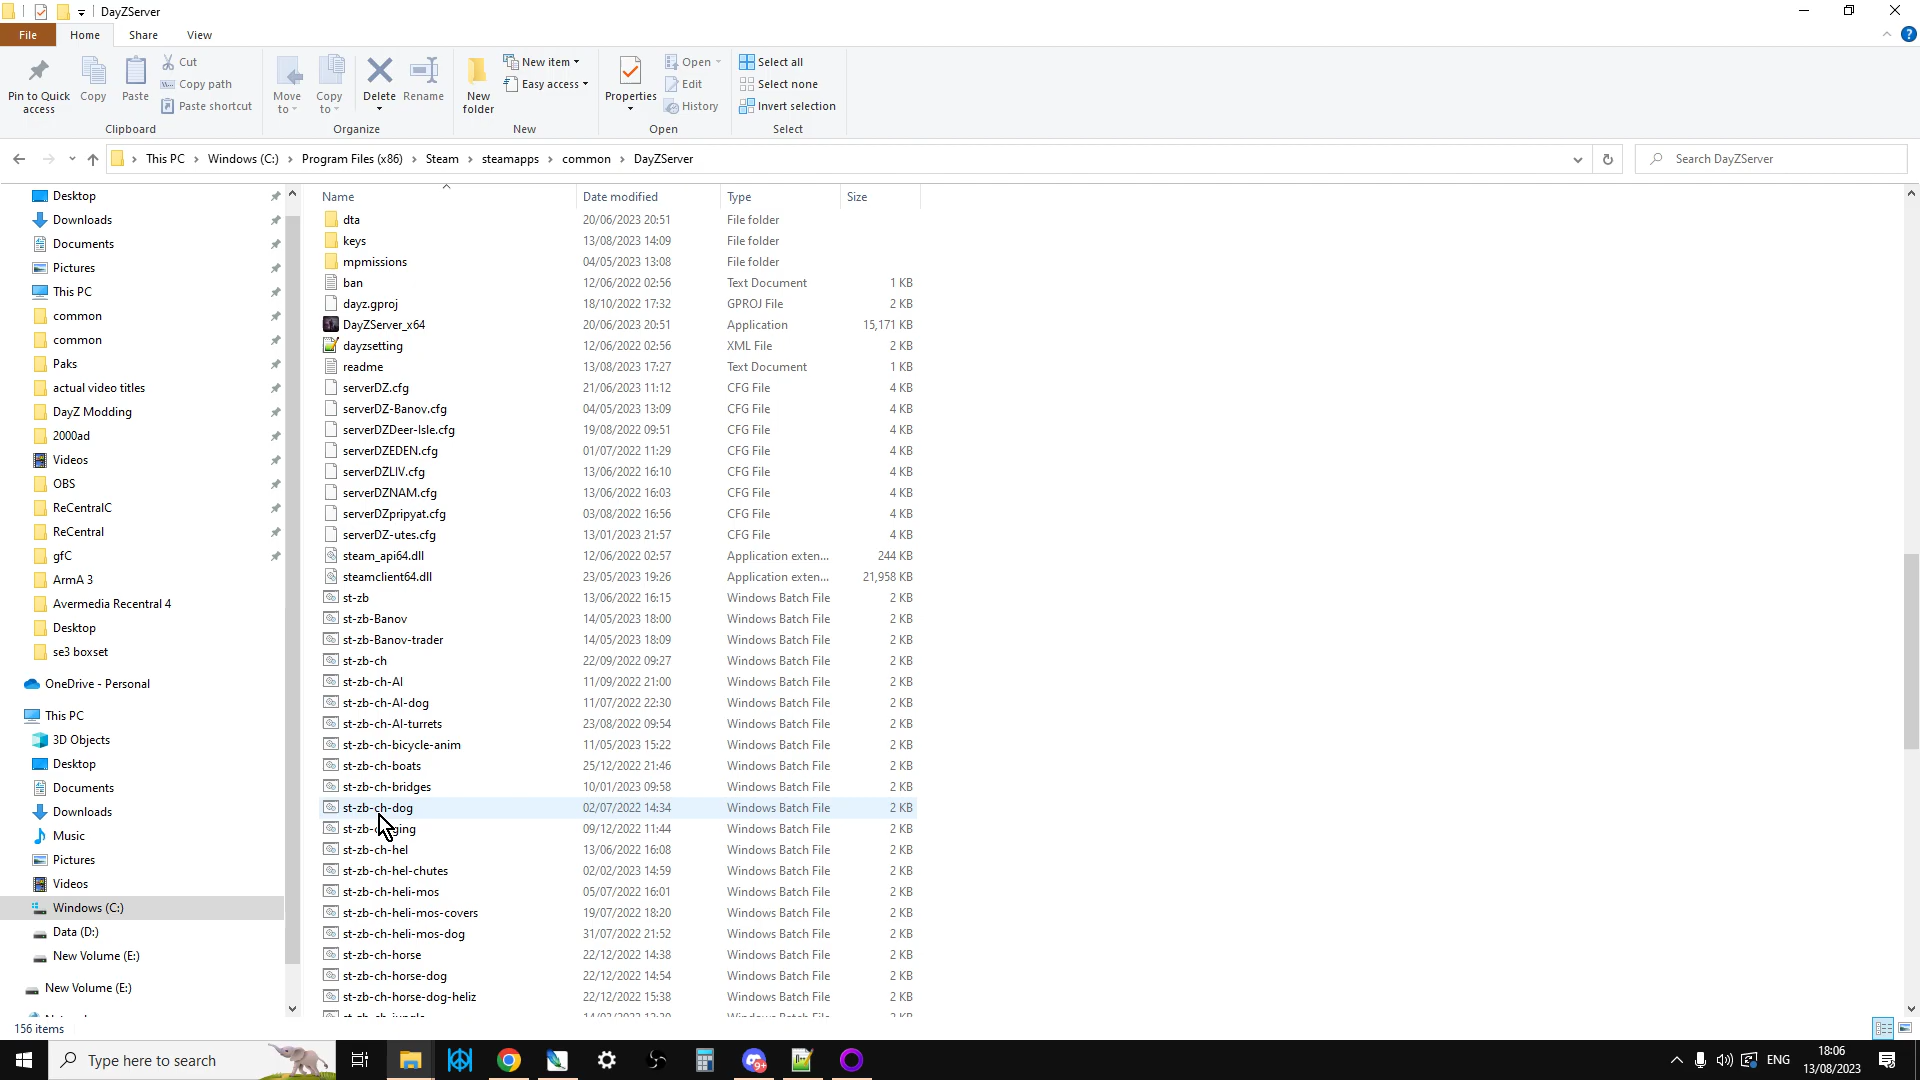 DayZServer
File Home Share View
Pin to Quick access
Copy
Paste
Cut
Copy path
Paste shortcut
Clipboard
Move to
Copy to
Delete
Rename
Organize
New folder
New item
Easy access
New
Properties
Open
Edit
History
Open
Select all
Select none
Invert selection
Select
This PC > Windows (C:) > Program Files (x86) > Steam > steamapps > common > DayZServer
Search DayZServer
Desktop
Downloads
Documents
Pictures
This PC
common
common
Paks
actual video titles
DayZ Modding
2000ad
Videos
OBS
ReCentralC
ReCentral
gfC
ArmA 3
Avermedia Recentral 4
Desktop
se3 boxset
OneDrive - Personal
This PC
3D Objects
Desktop
Documents
Downloads
Music
Pictures
Videos
Windows (C:)
Data (D:)
New Volume (E:)
New Volume (E:)
Name Date modified Type Size
dta 20/06/2023 20:51 File folder
keys 13/08/2023 14:09 File folder
mpmissions 04/05/2023 13:08 File folder
ban 12/06/2022 02:56 Text Document 1 KB
dayz.gproj 18/10/2022 17:32 GPROJ File 2 KB
DayZServer_x64 20/06/2023 20:51 Application 15,171 KB
dayzsetting 12/06/2022 02:56 XML File 2 KB
readme 13/08/2023 17:27 Text Document 1 KB
serverDZ.cfg 21/06/2023 11:12 CFG File 4 KB
serverDZ-Banov.cfg 04/05/2023 13:09 CFG File 4 KB
serverDZDeer-Isle.cfg 19/08/2022 09:51 CFG File 4 KB
serverDZEDEN.cfg 01/07/2022 11:29 CFG File 4 KB
serverDZLIV.cfg 13/06/2022 16:10 CFG File 4 KB
serverDZNAM.cfg 13/06/2022 16:03 CFG File 4 KB
serverDZpripyat.cfg 03/08/2022 16:56 CFG File 4 KB
serverDZ-utes.cfg 13/01/2023 21:57 CFG File 4 KB
steam_api64.dll 12/06/2022 02:57 Application exten... 244 KB
steamclient64.dll 23/05/2023 19:26 Application exten... 21,958 KB
st-zb 13/06/2022 16:15 Windows Batch File 2 KB
st-zb-Banov 14/05/2023 18:00 Windows Batch File 2 KB
st-zb-Banov-trader 14/05/2023 18:09 Windows Batch File 2 KB
st-zb-ch 22/09/2022 09:27 Windows Batch File 2 KB
st-zb-ch-AI 11/09/2022 21:00 Windows Batch File 2 KB
st-zb-ch-AI-dog 11/07/2022 22:30 Windows Batch File 2 KB
st-zb-ch-AI-turrets 23/08/2022 09:54 Windows Batch File 2 KB
st-zb-ch-bicycle-anim 11/05/2023 15:22 Windows Batch File 2 KB
st-zb-ch-boats 25/12/2022 21:46 Windows Batch File 2 KB
st-zb-ch-bridges 10/01/2023 09:58 Windows Batch File 2 KB
st-zb-ch-dog 02/07/2022 14:34 Windows Batch File 2 KB
09/12/2022 11:44 Windows Batch File 2 KB
st-zb-ch-hel 13/06/2022 16:08 Windows Batch File 2 KB
st-zb-ch-hel-chutes 02/02/2023 14:59 Windows Batch File 2 KB
st-zb-ch-heli-mos 05/07/2022 16:01 Windows Batch File 2 KB
st-zb-ch-heli-mos-covers 19/07/2022 18:20 Windows Batch File 2 KB
st-zb-ch-heli-mos-dog 31/07/2022 21:52 Windows Batch File 2 KB
st-zb-ch-horse 22/12/2022 14:38 Windows Batch File 2 KB
st-zb-ch-horse-dog 22/12/2022 14:54 Windows Batch File 2 KB
st-zb-ch-horse-dog-heliz 22/12/2022 15:38 Windows Batch File 2 KB
156 items
Type here to search
9+
ENG
18:06
13/08/2023